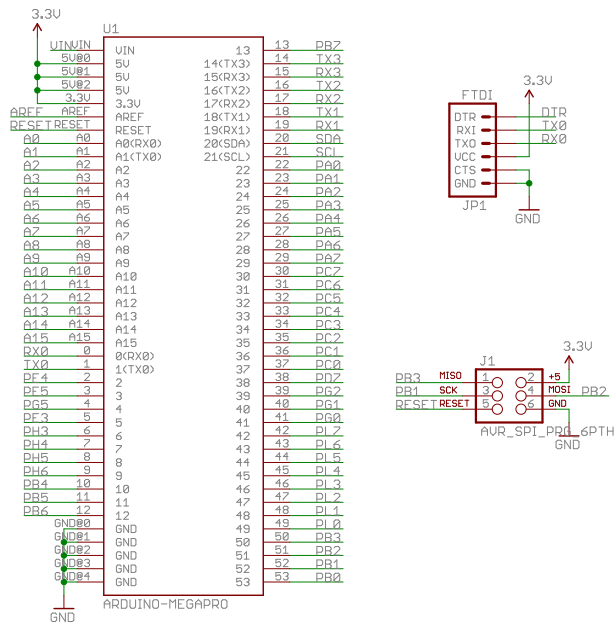 3.3V
U1
VIN VIN VIN 13 13 PB7
5V@0 5V 14(TX3) 14 TX3
5V@1 5V 15(RX3) 15 RX3
5V@2 5V 16(TX2) 16 TX2
3.3V 3.3V 17(RX2) 17 RX2
AREF AREF AREF 18(TX1) 18 TX1
RESET RESET RESET 19(RX1) 19 RX1
A0 A0 A0(RX0) 20(SDA) 20 SDA
A1 A1 A1(TX0) 21(SCL) 21 SCL
A2 A2 A2 22 22 PA0
A3 A3 A3 23 23 PA1
A4 A4 A4 24 24 PA2
A5 A5 A5 25 25 PA3
A6 A6 A6 26 26 PA4
A7 A7 A7 27 27 PA5
A8 A8 A8 28 28 PA6
A9 A9 A9 29 29 PA7
A10 A10 A10 30 30 PC7
A11 A11 A11 31 31 PC6
A12 A12 A12 32 32 PC5
A13 A13 A13 33 33 PC4
A14 A14 A14 34 34 PC3
A15 A15 A15 35 35 PC2
RX0 0 0(RX0) 36 36 PC1
TX0 1 1(TX0) 37 37 PC0
PE4 2 2 38 38 PD7
PE5 3 3 39 39 PG2
PG5 4 4 40 40 PG1
PE3 5 5 41 41 PG0
PH3 6 6 42 42 PL7
PH4 7 7 43 43 PL6
PH5 8 8 44 44 PL5
PH6 9 9 45 45 PL4
PB4 10 10 46 46 PL3
PB5 11 11 47 47 PL2
PB6 12 12 48 48 PL1
GND@0 GND 49 49 PL0
GND@1 GND 50 50 PB3
GND@2 GND 51 51 PB2
GND@3 GND 52 52 PB1
GND@4 GND 53 53 PB0
ARDUINO-MEGAPRO
GND
3.3V
FTDI
DTR DTR
RXI TX0
TXO RX0
VCC
CTS
GND
JP1
GND
3.3V
J1
PB3 MISO 1 2 +5
PB1 SCK 3 4 MOSI PB2
RESET RESET 5 6 GND
AVR_SPI_PRG_6PTH
GND